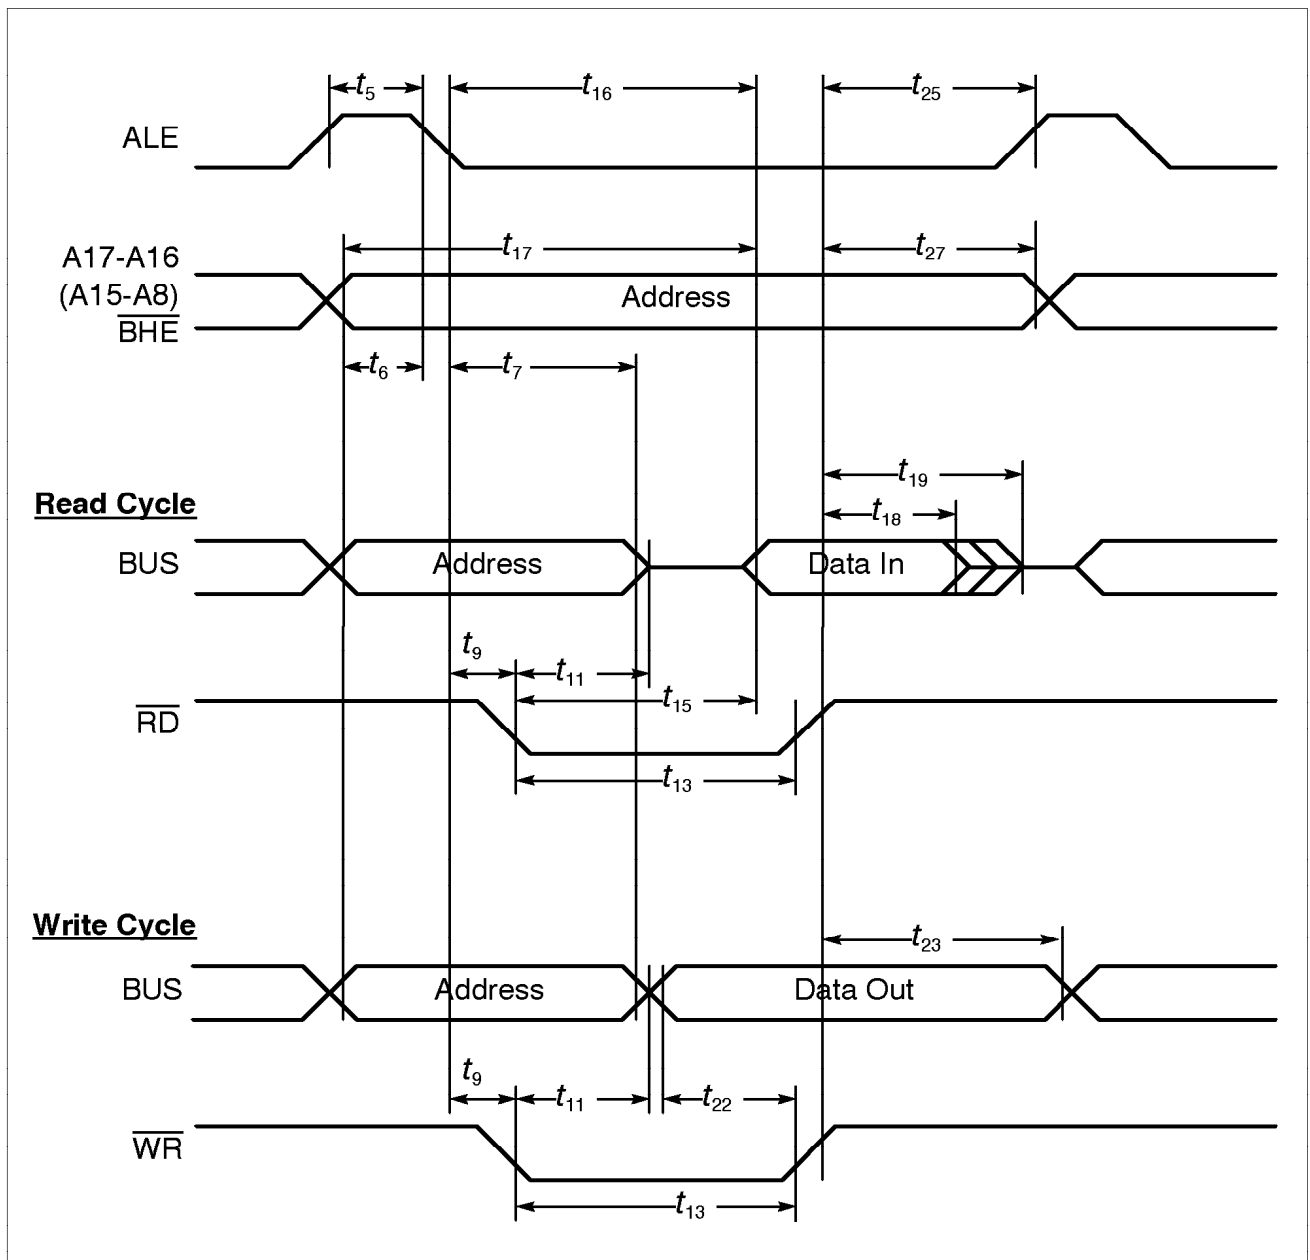 t5
t16
t25
ALE
t17
t27
A17-A16
(A15-A8)
BHE
Address
t6
t7
t19
Read Cycle
t18
BUS
Address
Data In
t9
t11
t15
RD
t13
Write Cycle
t23
BUS
Address
Data Out
t9
t11
t22
WR
t13